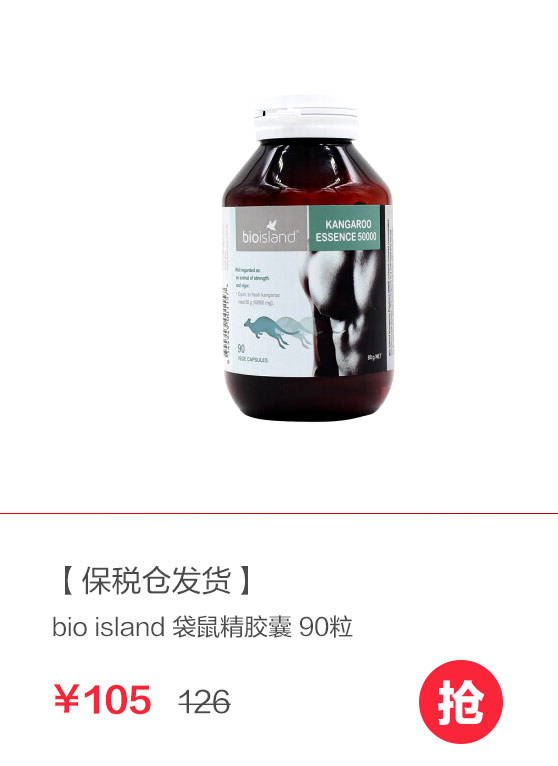 bioisland®
KANGAROO
ESSENCE 50000
Well regarded as
an animal of strength
and vigor
90
VEGE CAPSULES
【保税仓发货】
bio island 袋鼠精胶囊 90粒
¥105 126
抢